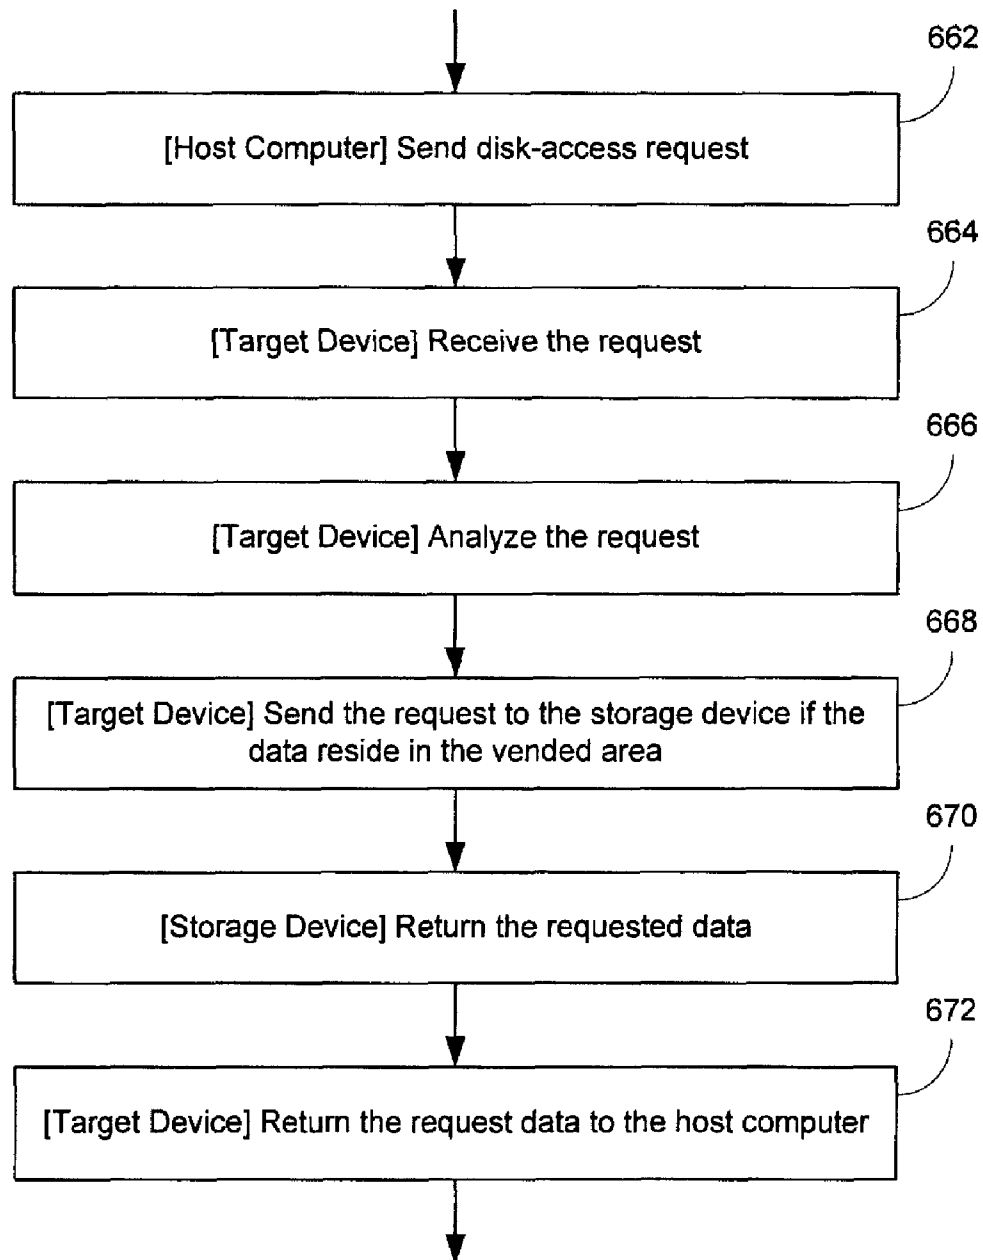 662
[Host Computer] Send disk-access request
664
[Target Device] Receive the request
666
[Target Device] Analyze the request
668
[Target Device] Send the request to the storage device if the
data reside in the vended area
670
[Storage Device] Return the requested data
672
[Target Device] Return the request data to the host computer